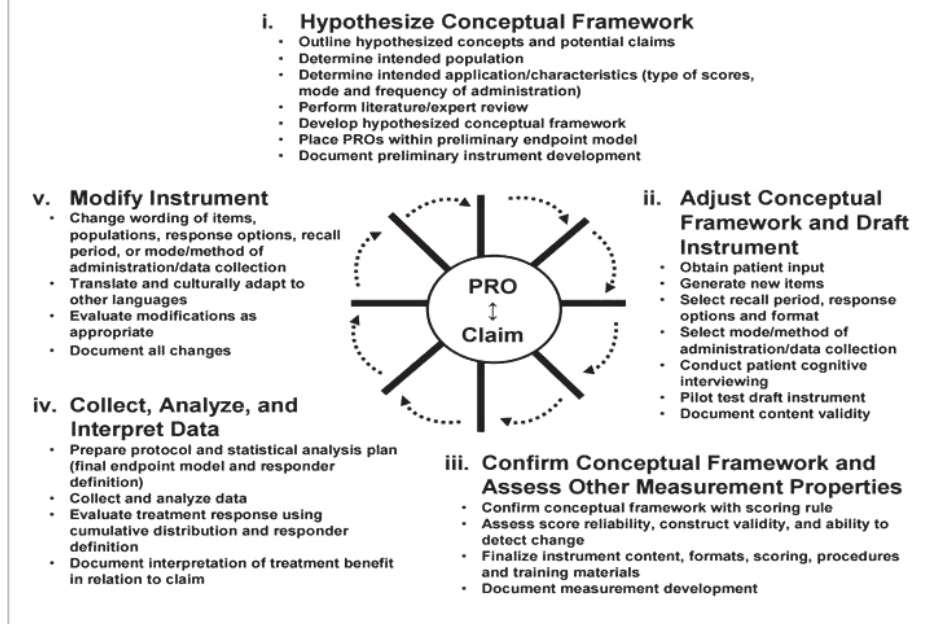 i. Hypothesize Conceptual Framework
• Outline hypothesized concepts and potential claims
• Determine intended population
• Determine intended application/characteristics (type of scores,
mode and frequency of administration)
• Perform literature/expert review
• Develop hypothesized conceptual framework
• Place PROs within preliminary endpoint model
• Document preliminary instrument development
ii. Adjust Conceptual
Framework and Draft
Instrument
• Obtain patient input
• Generate new items
• Select recall period, response
options and format
• Select mode/method of
administration/data collection
• Conduct patient cognitive
interviewing
• Pilot test draft instrument
• Document content validity
iii. Confirm Conceptual Framework and
Assess Other Measurement Properties
• Confirm conceptual framework with scoring rule
• Assess score reliability, construct validity, and ability to
detect change
• Finalize instrument content, formats, scoring, procedures
and training materials
• Document measurement development
iv. Collect, Analyze, and
Interpret Data
• Prepare protocol and statistical analysis plan
(final endpoint model and responder
definition)
• Collect and analyze data
• Evaluate treatment response using
cumulative distribution and responder
definition
• Document interpretation of treatment benefit
in relation to claim
v. Modify Instrument
• Change wording of items,
populations, response options, recall
period, or mode/method of
administration/data collection
• Translate and culturally adapt to
other languages
• Evaluate modifications as
appropriate
• Document all changes
PRO
↕
Claim